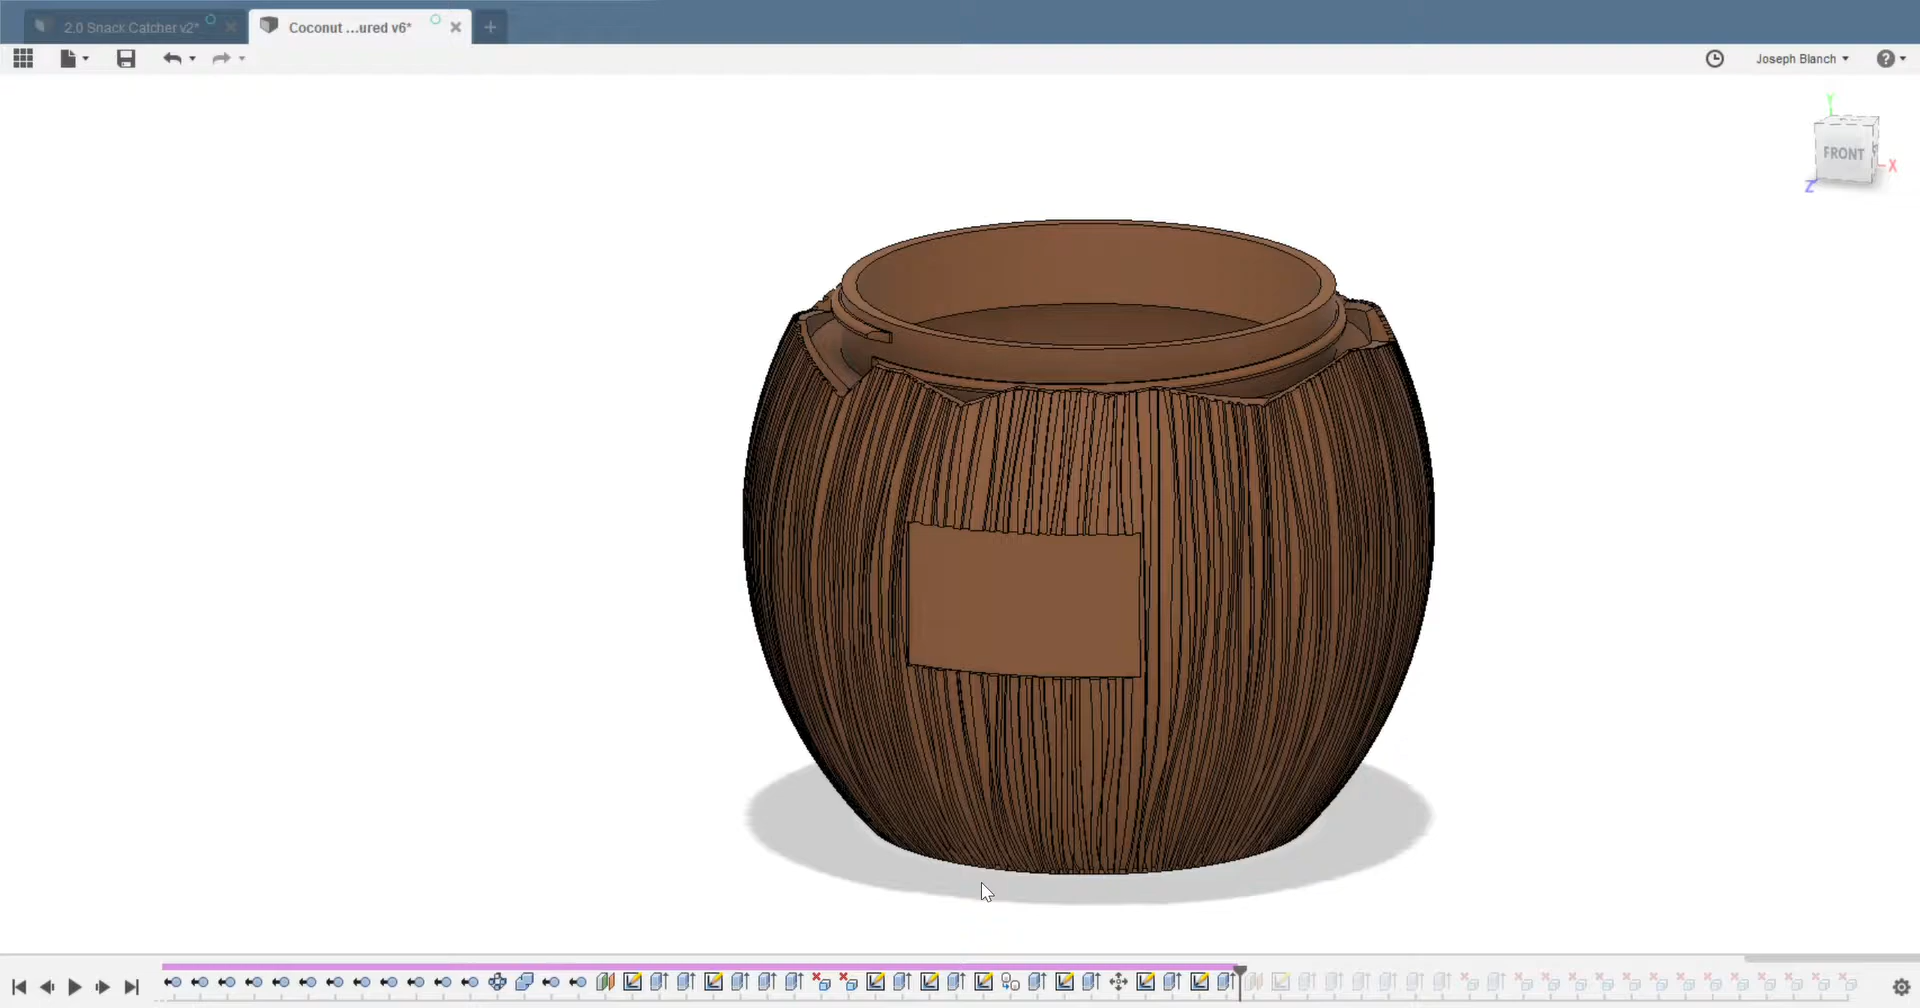 2.0 Snack Catcher v2*
Coconut ...ured v6*
Joseph Blanch
Y
FRONT
X
Z